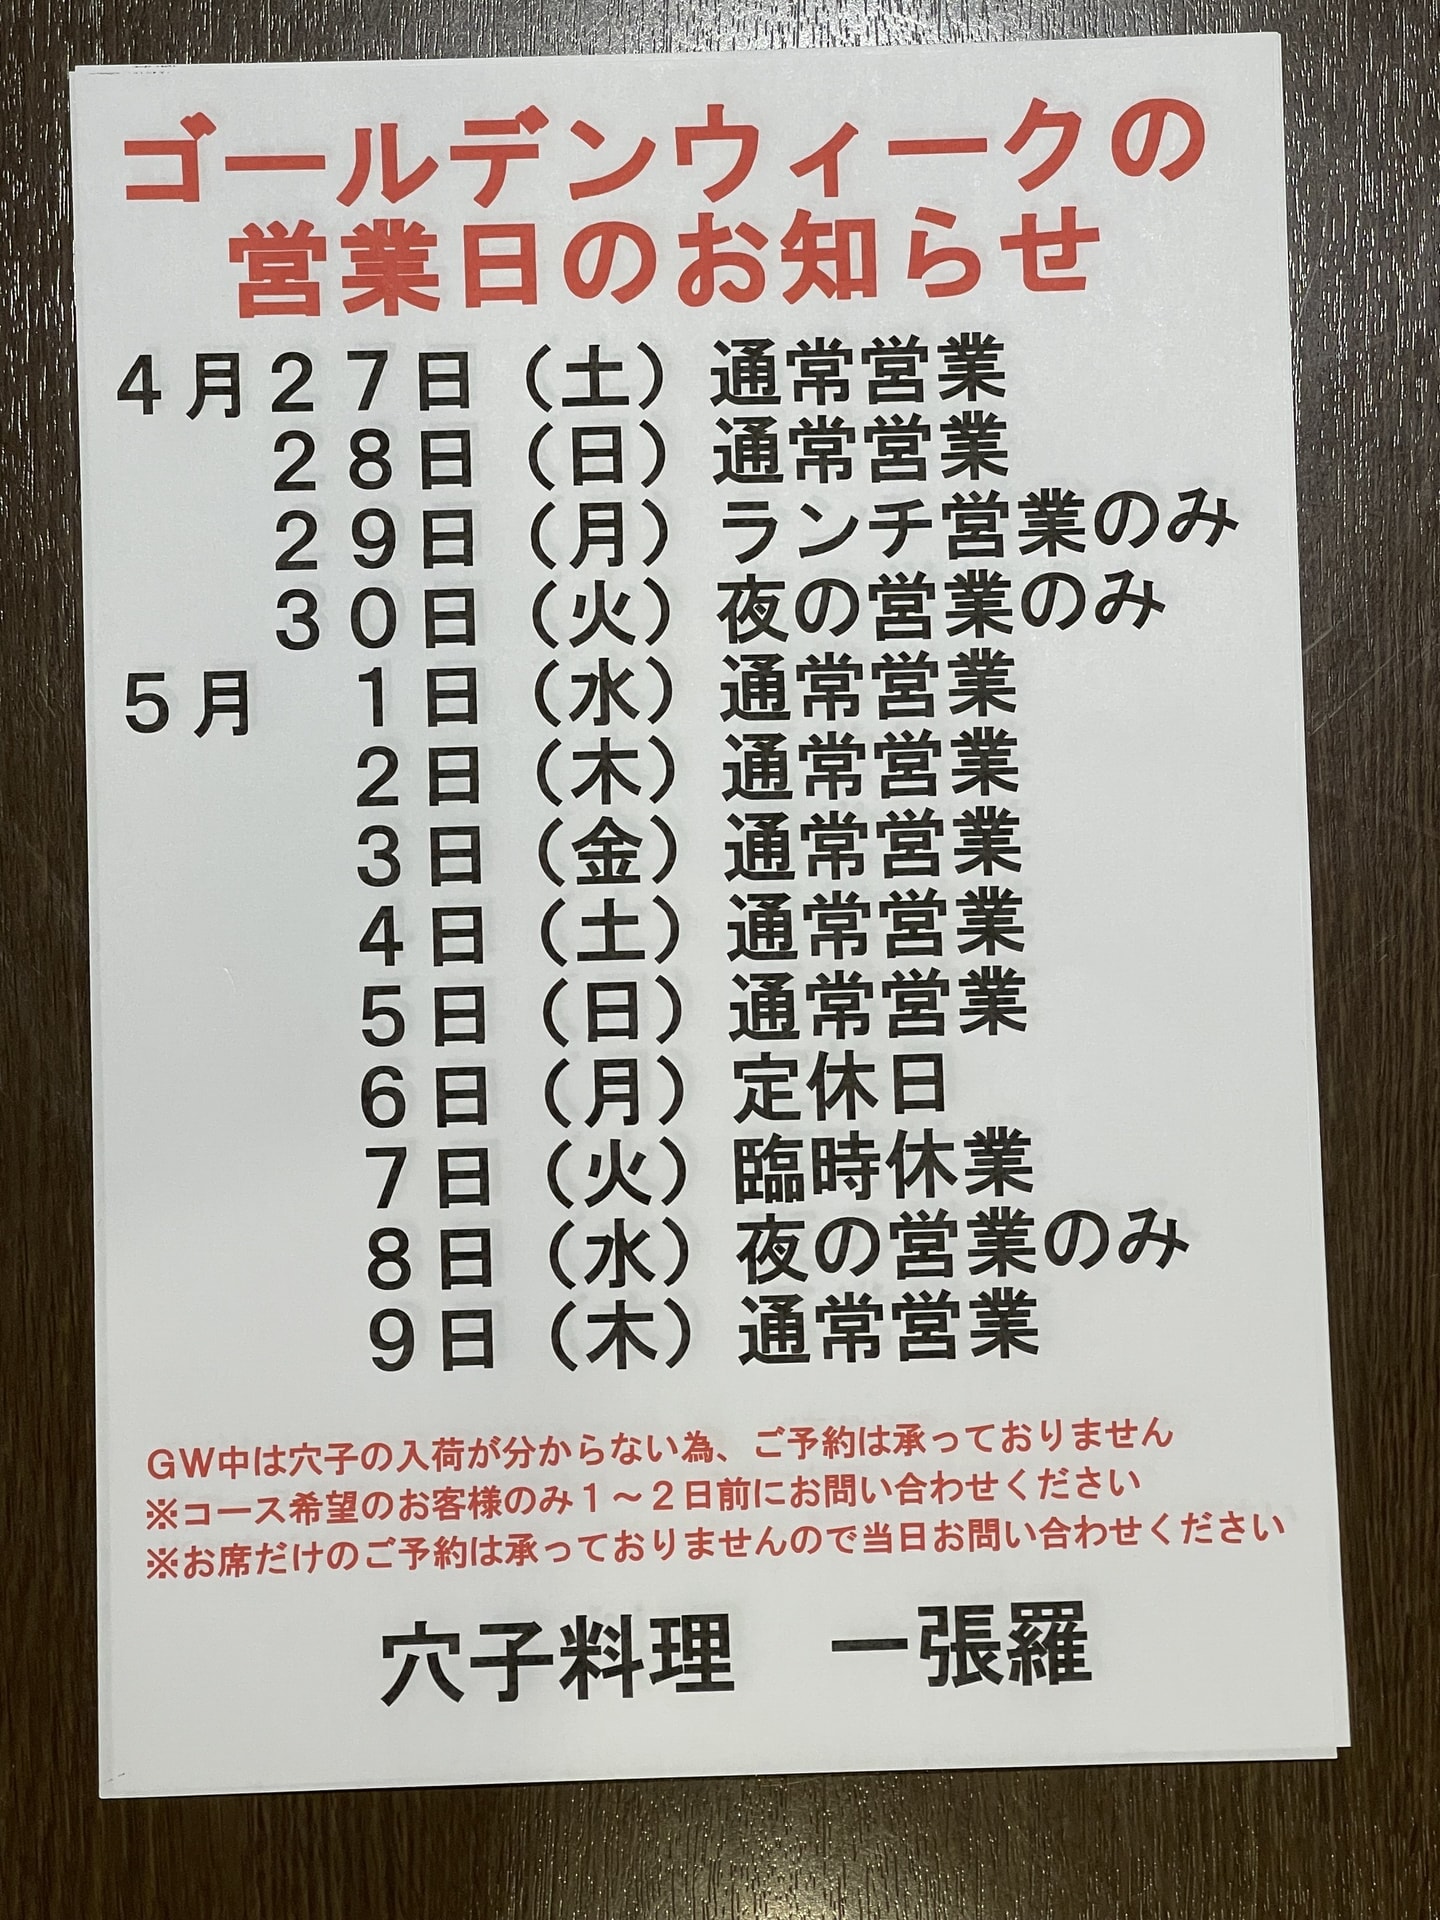 ゴールデンウィークの
営業日のお知らせ
４月２７日（土）通常営業
２８日（日）通常営業
２９日（月）ランチ営業のみ
３０日（火）夜の営業のみ
５月　１日（水）通常営業
２日（木）通常営業
３日（金）通常営業
４日（土）通常営業
５日（日）通常営業
６日（月）定休日
７日（火）臨時休業
８日（水）夜の営業のみ
９日（木）通常営業
ＧＷ中は穴子の入荷が分からない為、ご予約は承っておりません
※コース希望のお客様のみ１～２日前にお問い合わせください
※お席だけのご予約は承っておりませんので当日お問い合わせください
穴子料理　一張羅